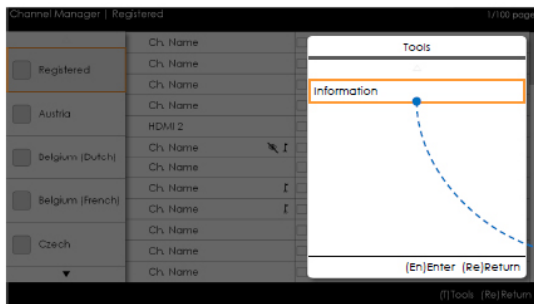 Channel Manager | Registered
1/100 page
Registered
Austria
Belgium (Dutch)
Belgium (French)
Czech
Ch. Name
Ch. Name
Ch. Name
Ch. Name
HDMI 2
Ch. Name
Ch. Name
Ch. Name
Ch. Name
Ch. Name
Ch. Name
Ch. Name
Tools
Information
(En)Enter (Re)Return
(T)Tools (Re)Return